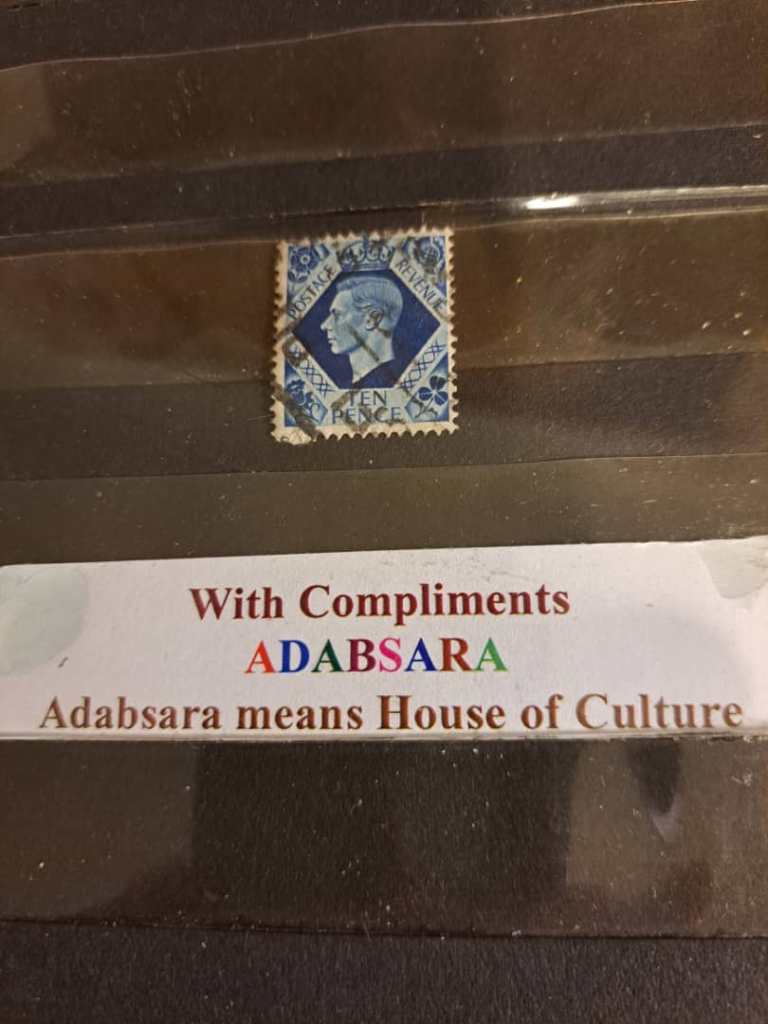 POSTAGE REVENUE
TEN
PENCE
With Compliments
ADABSARA
Adabsara means House of Culture